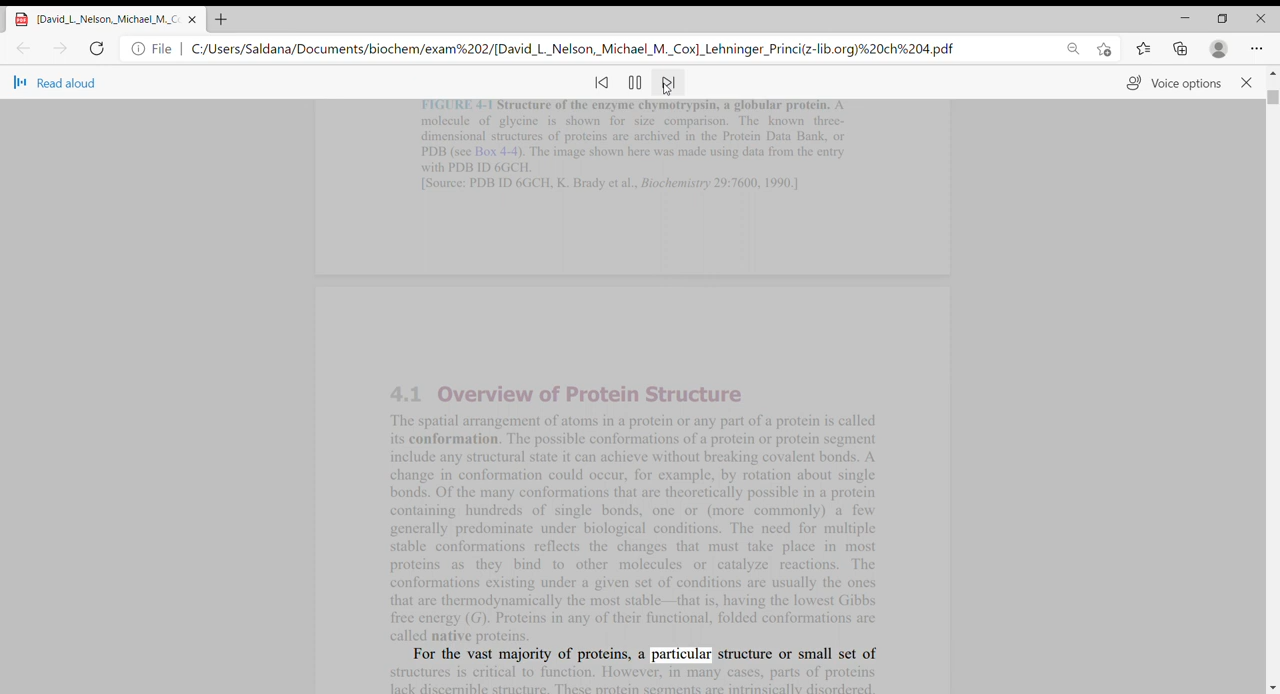 [David_L._Nelson,_Michael_M._C
File
C:/Users/Saldana/Documents/biochem/exam%202/[David_L._Nelson,_Michael_M._Cox]_Lehninger_Princi(z-lib.org)%20ch%204.pdf
Read aloud
Voice options
FIGURE 4-1 Structure of the enzyme chymotrypsin, a globular protein. A
molecule of glycine is shown for size comparison. The known three-
dimensional structures of proteins are archived in the Protein Data Bank, or
PDB (see Box 4-4). The image shown here was made using data from the entry
with PDB ID 6GCH.
[Source: PDB ID 6GCH, K. Brady et al., Biochemistry 29:7600, 1990.]
4.1 Overview of Protein Structure
The spatial arrangement of atoms in a protein or any part of a protein is called
its conformation. The possible conformations of a protein or protein segment
include any structural state it can achieve without breaking covalent bonds. A
change in conformation could occur, for example, by rotation about single
bonds. Of the many conformations that are theoretically possible in a protein
containing hundreds of single bonds, one or (more commonly) a few
generally predominate under biological conditions. The need for multiple
stable conformations reflects the changes that must take place in most
proteins as they bind to other molecules or catalyze reactions. The
conformations existing under a given set of conditions are usually the ones
that are thermodynamically the most stable—that is, having the lowest Gibbs
free energy (G). Proteins in any of their functional, folded conformations are
called native proteins.
For the vast majority of proteins, a particular structure or small set of
structures is critical to function. However, in many cases, parts of proteins
lack discernible structure. These protein segments are intrinsically disordered.